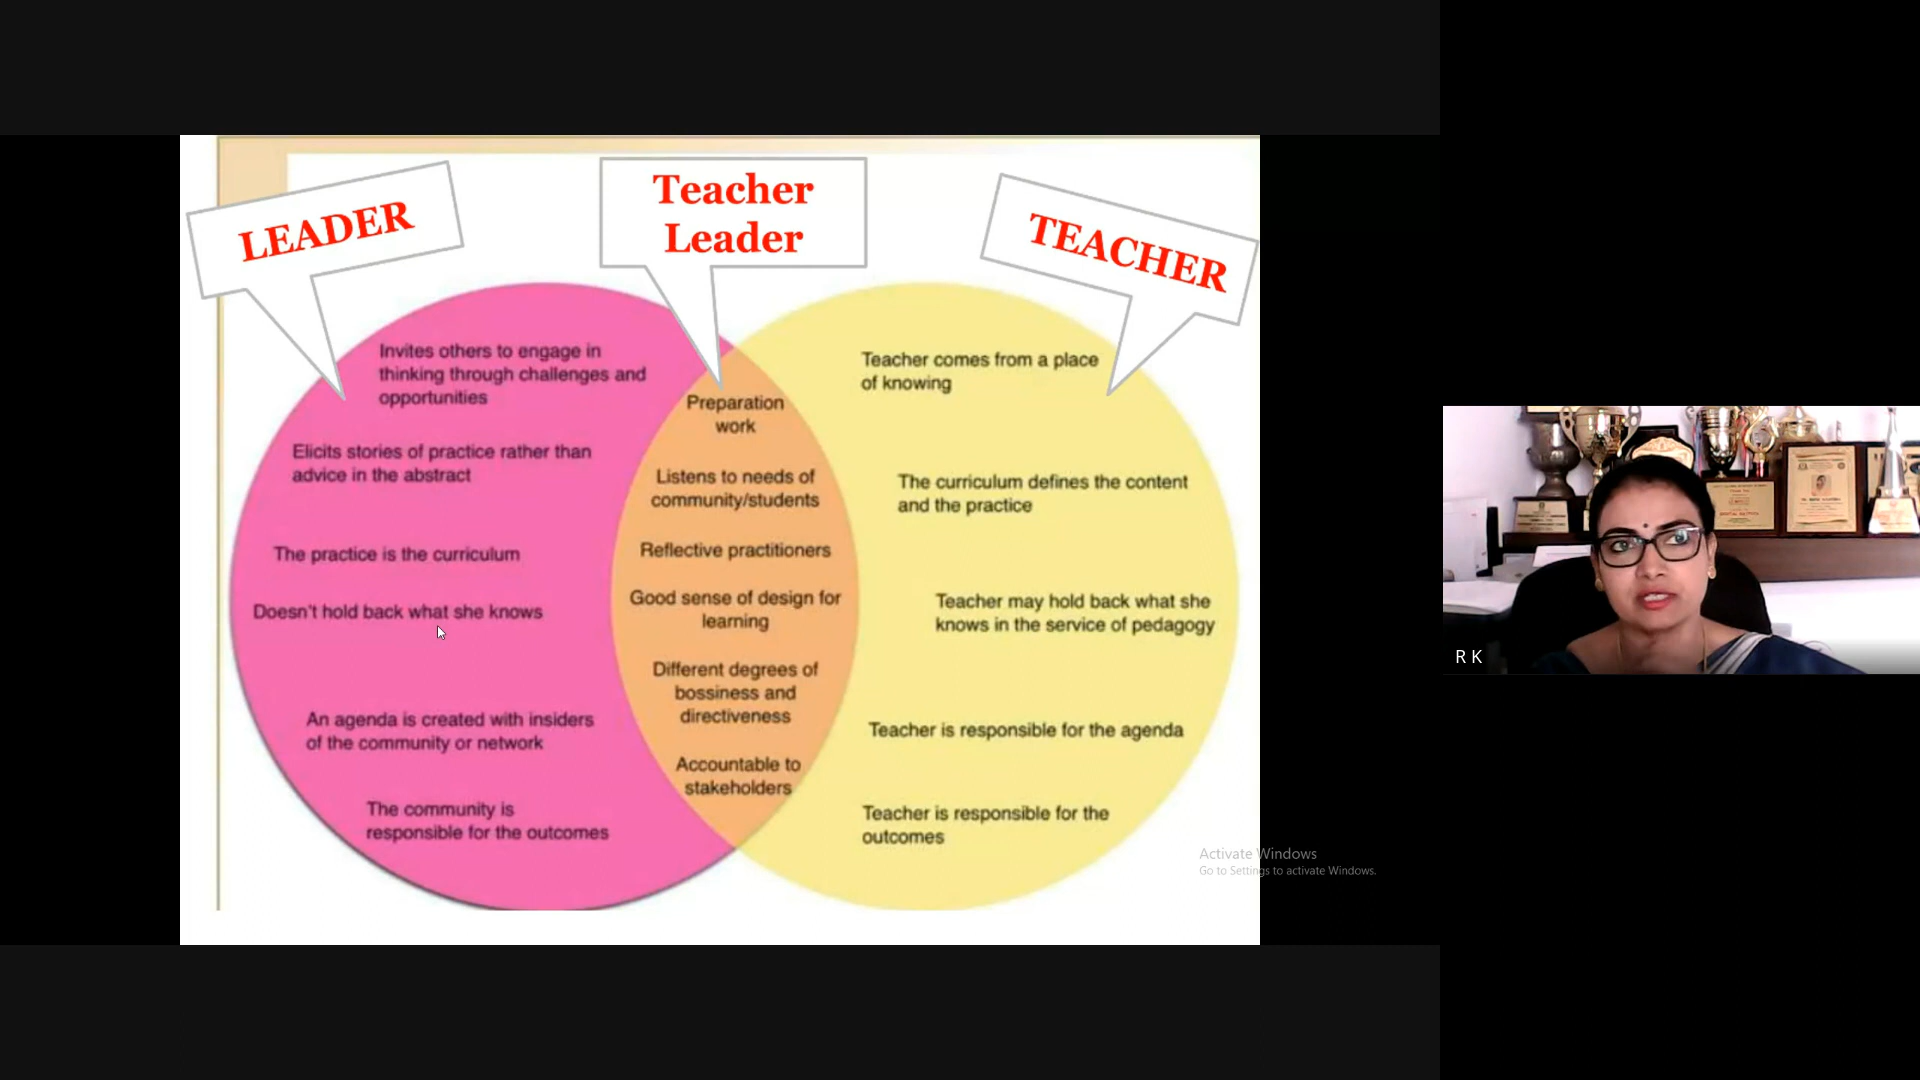 LEADER
Teacher
Leader
TEACHER
Invites others to engage in
thinking through challenges and
opportunities
Elicits stories of practice rather than
advice in the abstract
The practice is the curriculum
Doesn't hold back what she knows
An agenda is created with insiders
of the community or network
The community is
responsible for the outcomes
Preparation
work
Listens to needs of
community/students
Reflective practitioners
Good sense of design for
learning
Different degrees of
bossiness and
directiveness
Accountable to
stakeholders
Teacher comes from a place
of knowing
The curriculum defines the content
and the practice
Teacher may hold back what she
knows in the service of pedagogy
Teacher is responsible for the agenda
Teacher is responsible for the
outcomes
Activate Windows
Go to Settings to activate Windows.
R K